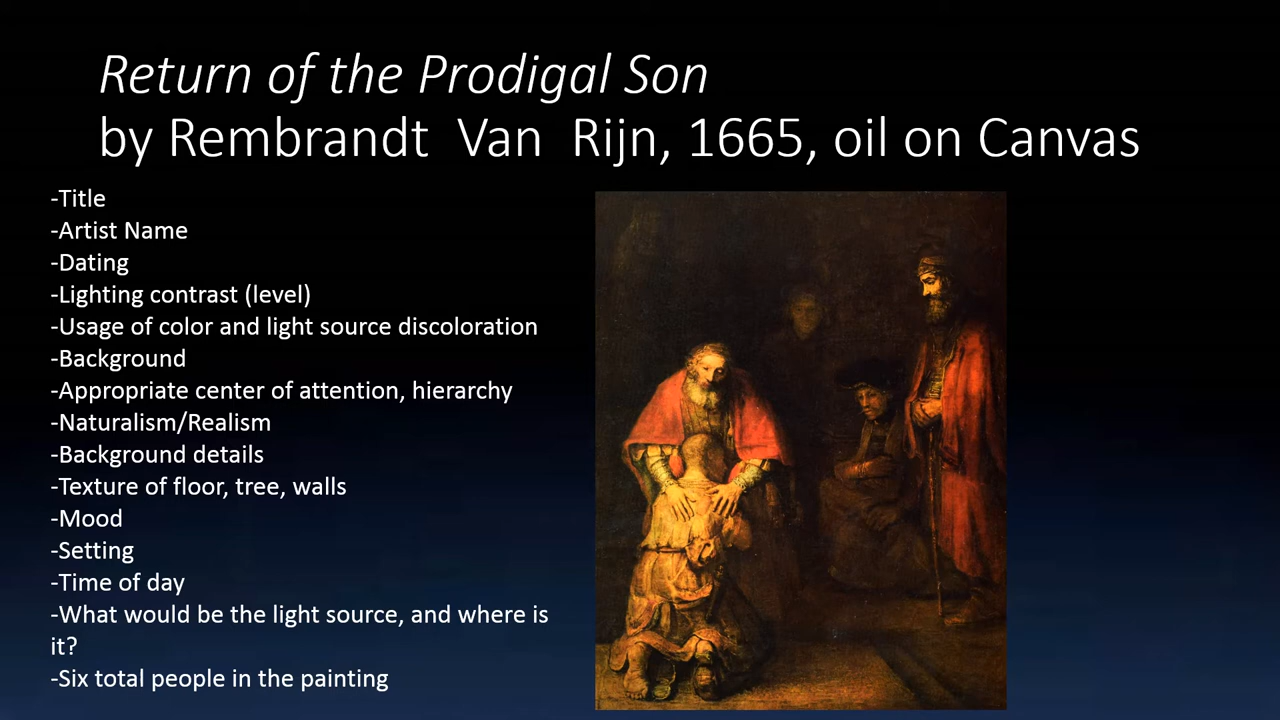 Return of the Prodigal Son
by Rembrandt Van Rijn, 1665, oil on Canvas
-Title
-Artist Name
-Dating
-Lighting contrast (level)
-Usage of color and light source discoloration
-Background
-Appropriate center of attention, hierarchy
-Naturalism/Realism
-Background details
-Texture of floor, tree, walls
-Mood
-Setting
-Time of day
-What would be the light source, and where is
it?
-Six total people in the painting